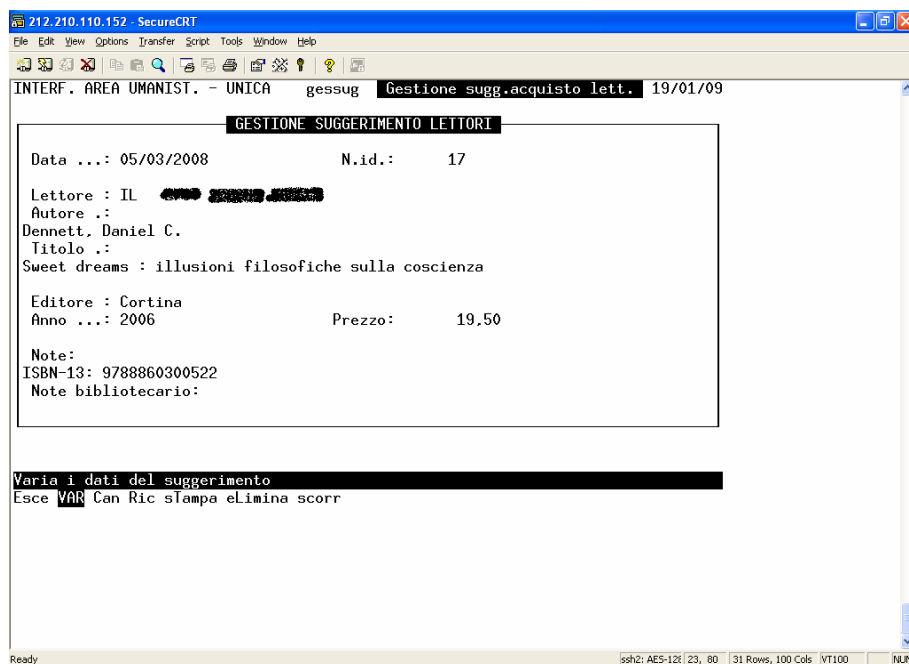 212.210.110.152 - SecureCRT
File Edit View Options Transfer Script Tools Window Help
INTERF. AREA UMANIST. - UNICA gessug Gestione sugg.acquisto lett. 19/01/09
GESTIONE SUGGERIMENTO LETTORI
Data ...: 05/03/2008 N.id.: 17
Lettore : IL
Autore .:
Dennett, Daniel C.
Titolo .:
Sweet dreams : illusioni filosofiche sulla coscienza
Editore : Cortina
Anno ...: 2006 Prezzo: 19,50
Note:
ISBN-13: 9788860300522
Note bibliotecario:
Varia i dati del suggerimento
Esce VAR Can Ric sTampa eLimina scorr
Ready ssh2: AES-128 23, 80 31 Rows, 100 Cols VT100 NUM